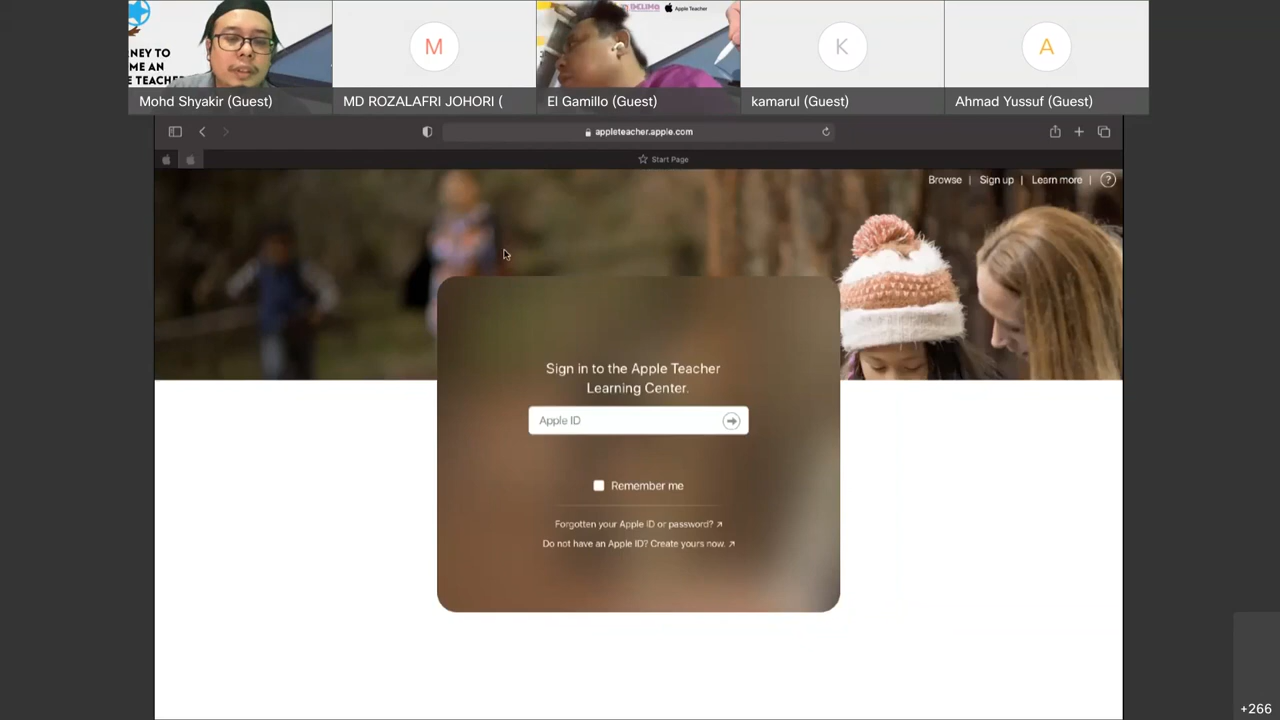 NEY TO
ME AN
E TEACHER
Apple Teacher
M
K
A
Mohd Shyakir (Guest)
MD ROZALAFRI JOHORI (
El Gamillo (Guest)
kamarul (Guest)
Ahmad Yussuf (Guest)
appleteacher.apple.com
Start Page
Browse | Sign up | Learn more | ?
Sign in to the Apple Teacher
Learning Center.
Apple ID
Remember me
Forgotten your Apple ID or password?
Do not have an Apple ID? Create yours now.
+266